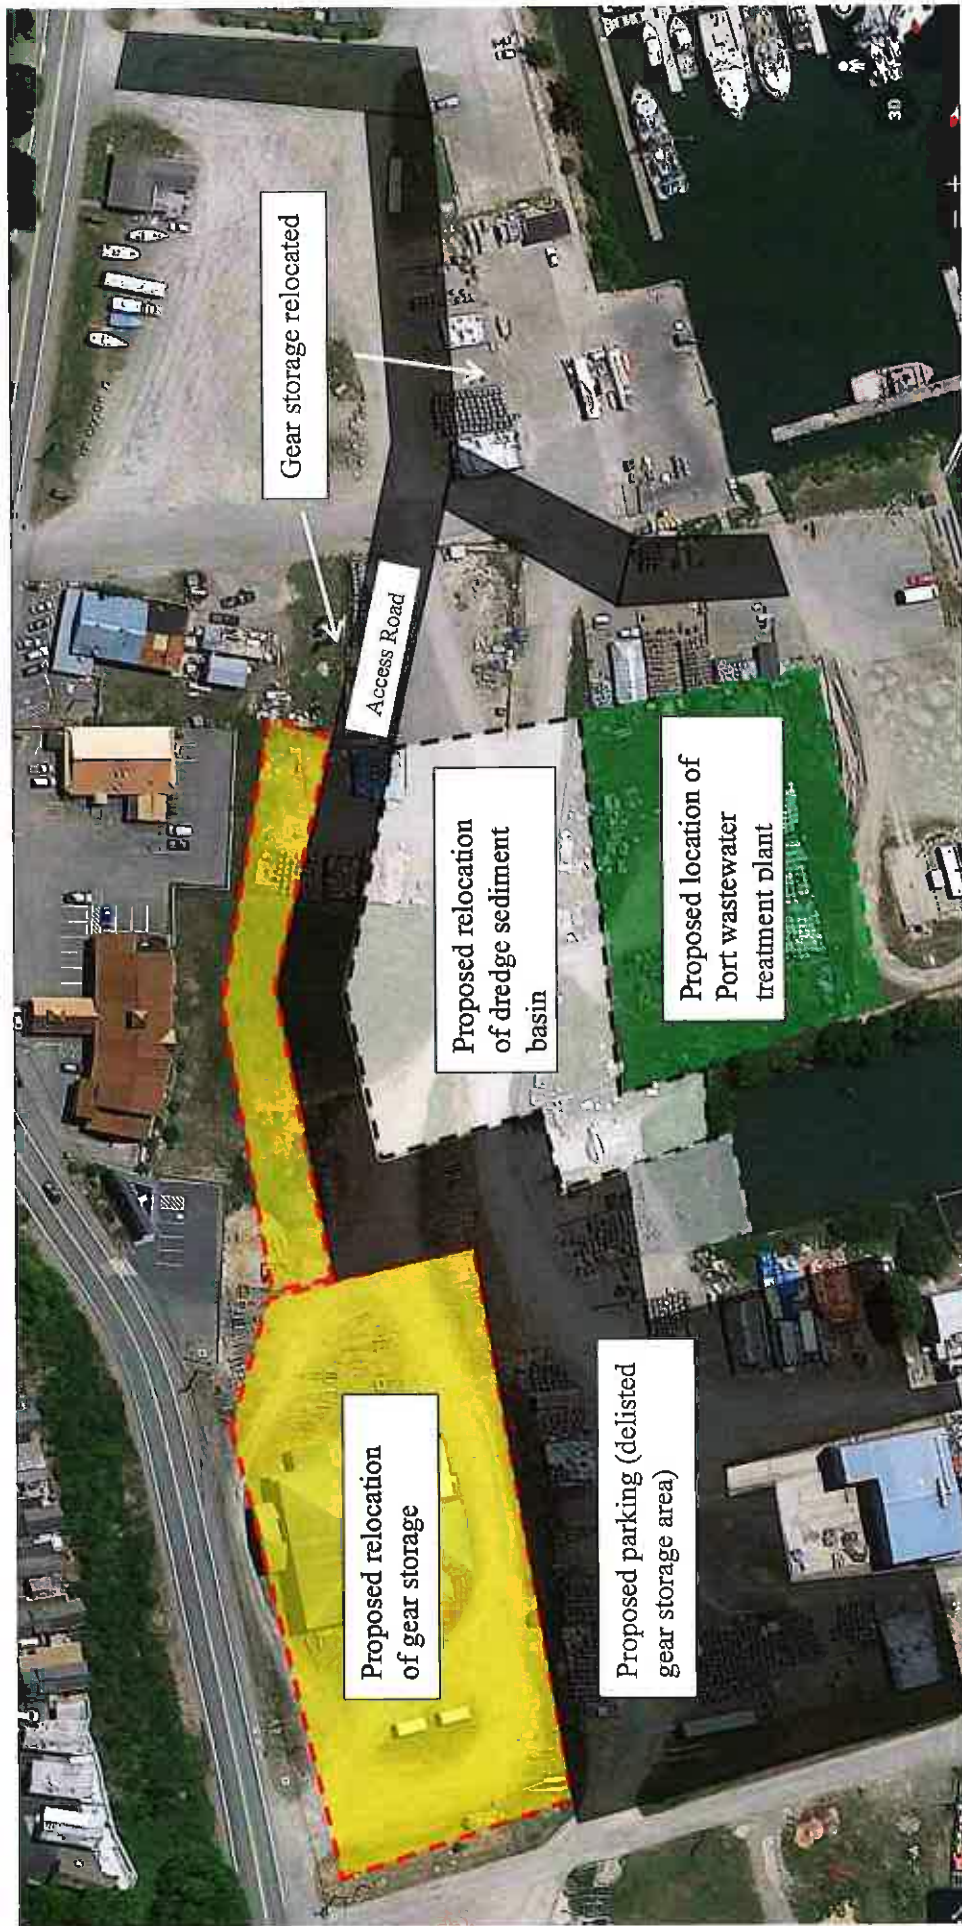 Gear storage relocated
Access Road
Proposed relocation
of gear storage
Proposed relocation
of dredge sediment
basin
Proposed location of
Port wastewater
treatment plant
Proposed parking (delisted
gear storage area)
3D